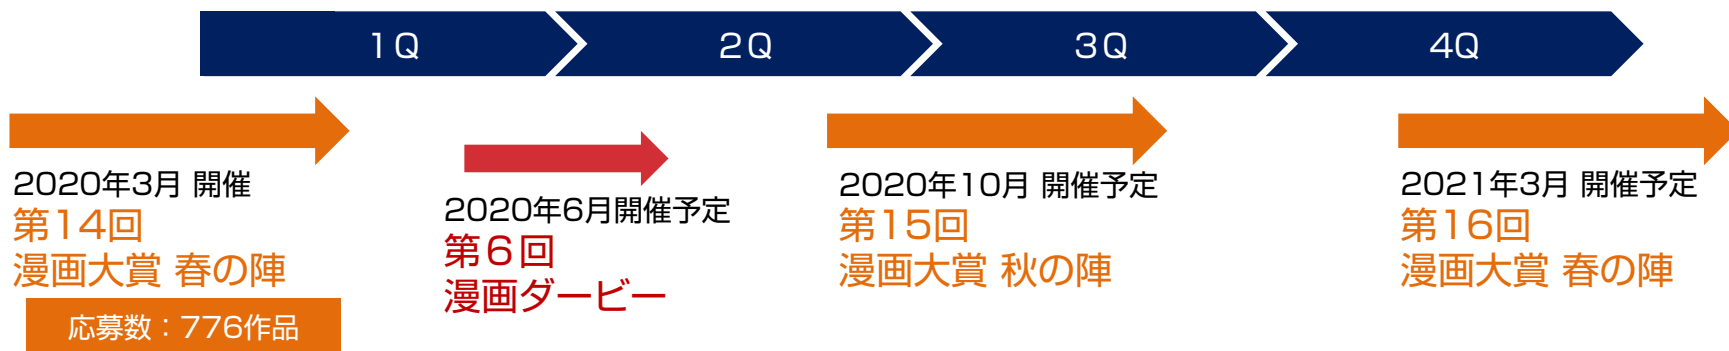 1Q
2Q
3Q
4Q
2020年3月 開催
第14回
漫画大賞 春の陣
応募数：776作品
2020年6月開催予定
第６回
漫画ダービー
2020年10月 開催予定
第15回
漫画大賞 秋の陣
2021年3月 開催予定
第16回
漫画大賞 春の陣